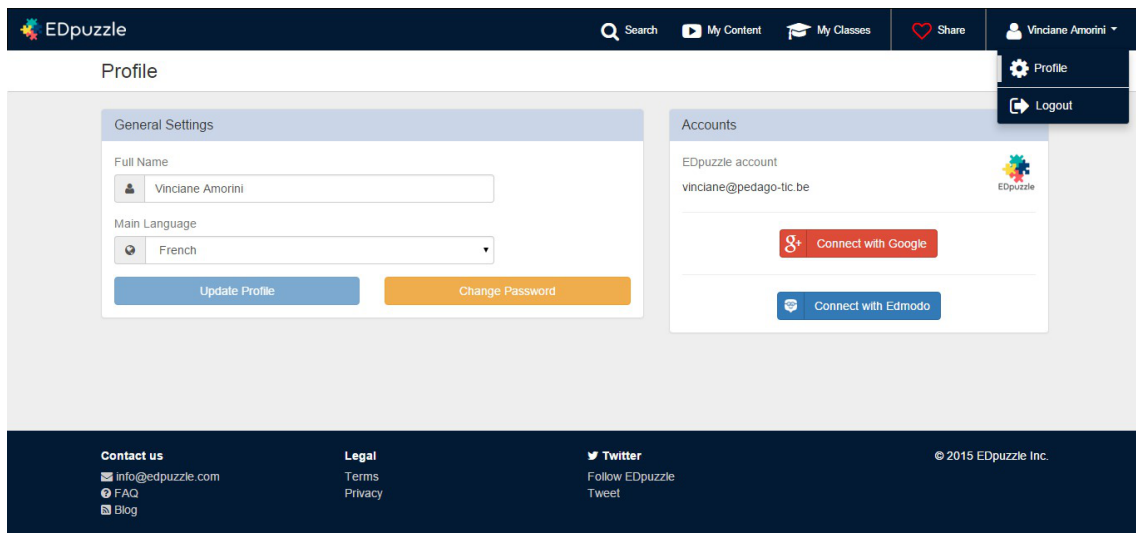 EDpuzzle
Search
My Content
My Classes
Share
Vinciane Amorini
Profile
Logout
Profile
General Settings
Full Name
Vinciane Amorini
Main Language
French
Update Profile
Change Password
Accounts
EDpuzzle account
vinciane@pedago-tic.be
EDpuzzle
g+ Connect with Google
Connect with Edmodo
Contact us
info@edpuzzle.com
FAQ
Blog
Legal
Terms
Privacy
Twitter
Follow EDpuzzle
Tweet
© 2015 EDpuzzle Inc.